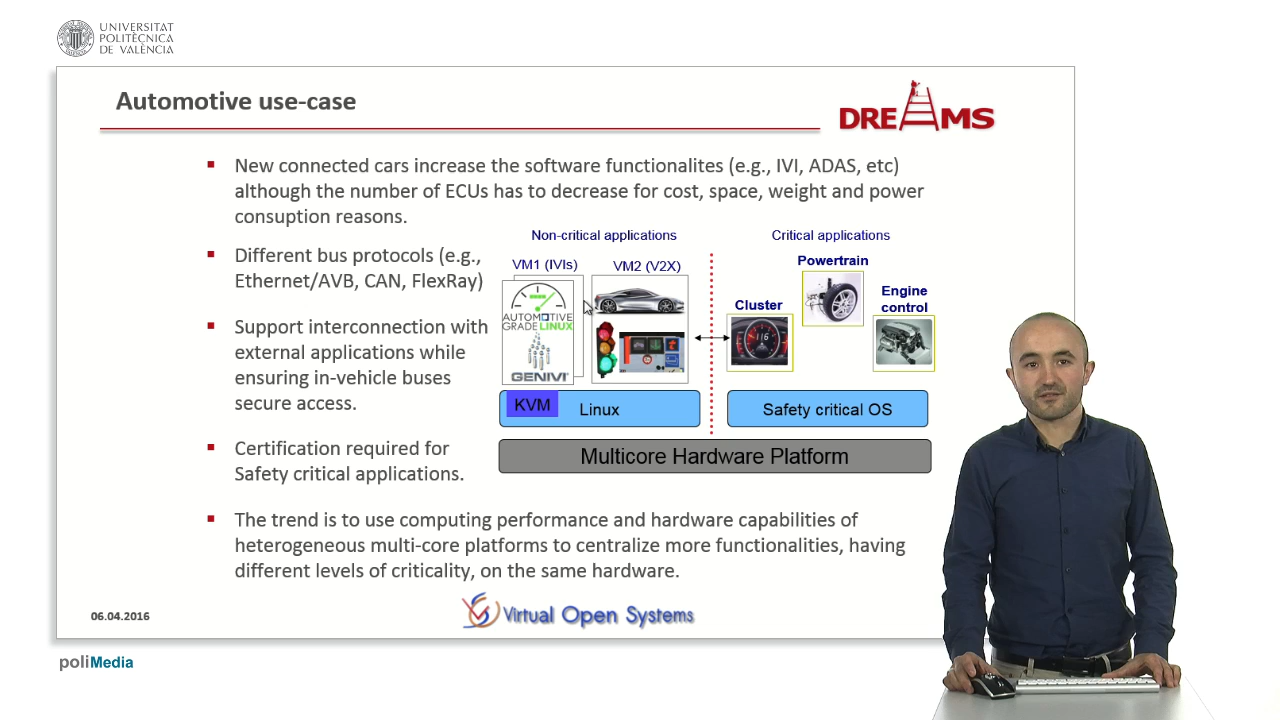 UNIVERSITAT
POLITÈCNICA
DE VALÈNCIA
Automotive use-case
DREAMS
New connected cars increase the software functionalites (e.g., IVI, ADAS, etc)
although the number of ECUs has to decrease for cost, space, weight and power
consuption reasons.
Different bus protocols (e.g.,
Ethernet/AVB, CAN, FlexRay)
Support interconnection with
external applications while
ensuring in-vehicle buses
secure access.
Certification required for
Safety critical applications.
Non-critical applications
Critical applications
VM1 (IVIs)
VM2 (V2X)
Powertrain
Cluster
Engine
control
AUTOMOTIVE
GRADE LINUX
GENIVI
116
KVM
Linux
Safety critical OS
Multicore Hardware Platform
The trend is to use computing performance and hardware capabilities of
heterogeneous multi-core platforms to centralize more functionalities, having
different levels of criticality, on the same hardware.
06.04.2016
Virtual Open Systems
poliMedia